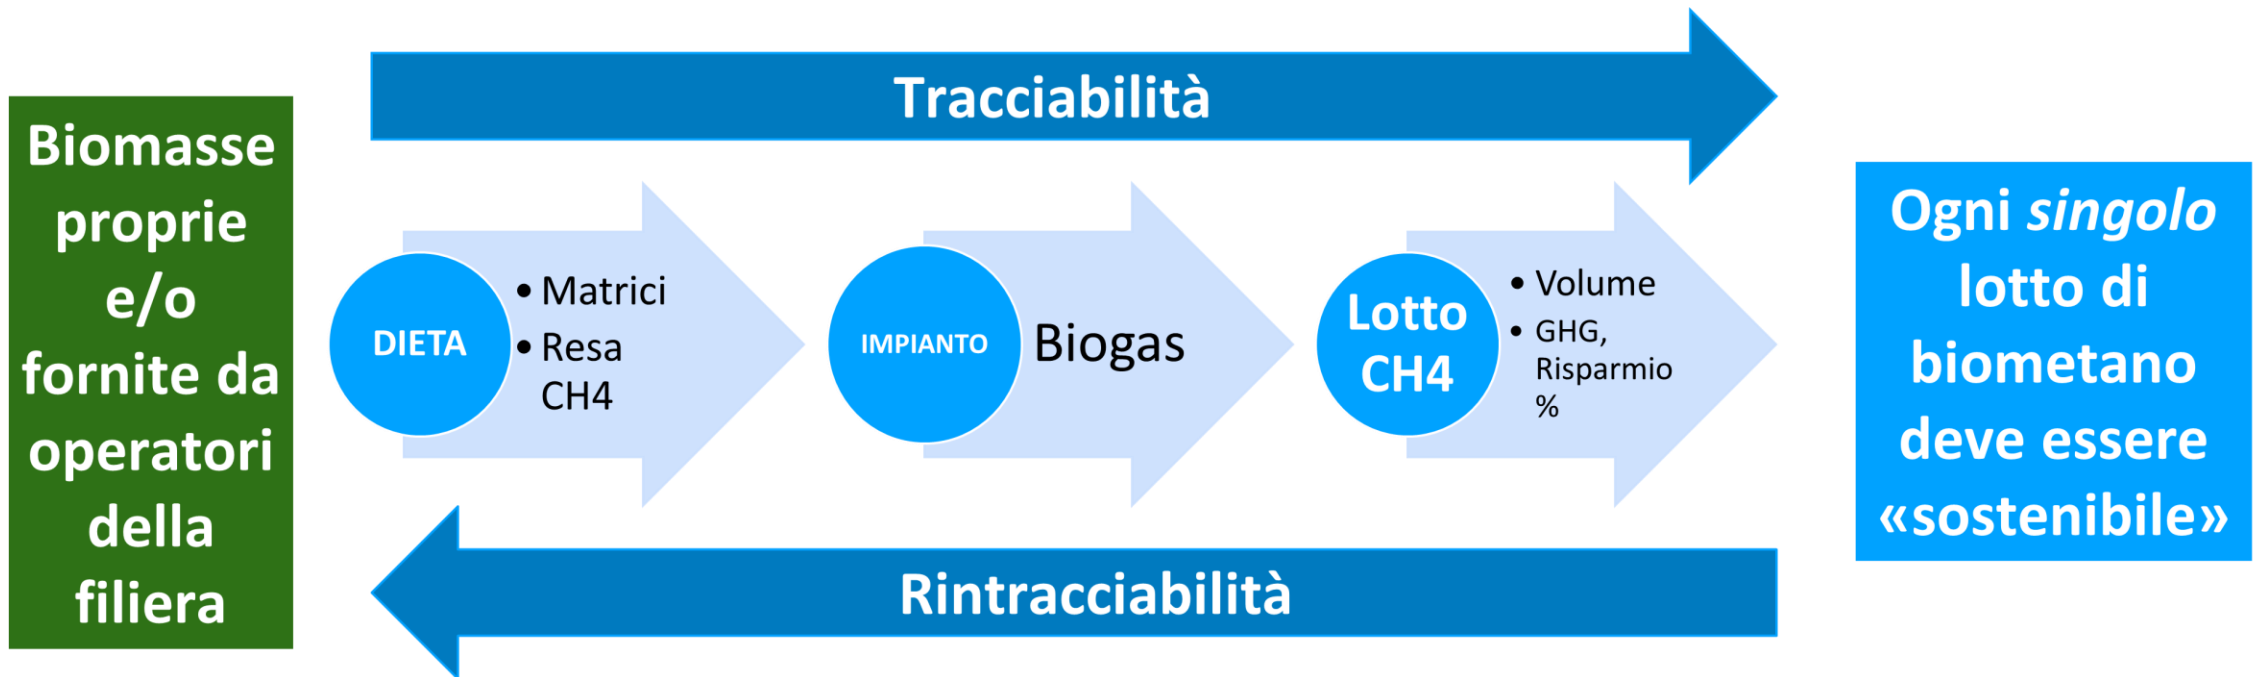 Tracciabilità
Biomasse
proprie
e/o
fornite da
operatori
della
filiera
DIETA
• Matrici
• Resa
CH4
IMPIANTO
Biogas
Lotto
CH4
• Volume
• GHG,
Risparmio
%
Ogni singolo
lotto di
biometano
deve essere
«sostenibile»
Rintracciabilità